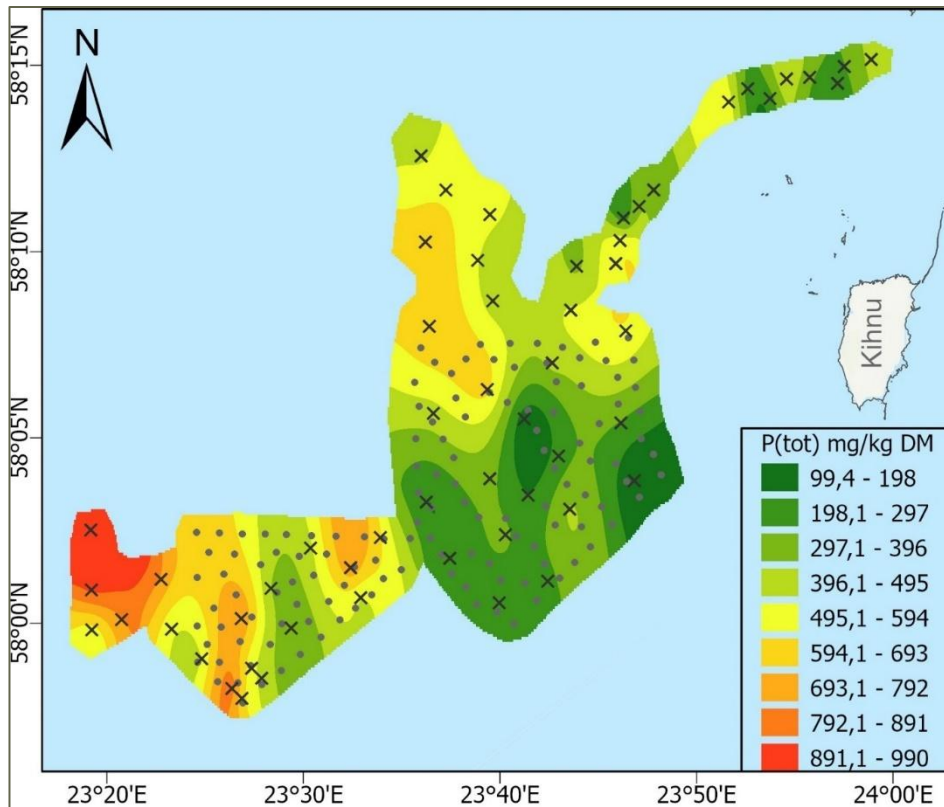 N
58°15'N
58°10'N
58°05'N
58°00'N
Kihnu
P(tot) mg/kg DM
99,4 - 198
198,1 - 297
297,1 - 396
396,1 - 495
495,1 - 594
594,1 - 693
693,1 - 792
792,1 - 891
891,1 - 990
23°20'E
23°30'E
23°40'E
23°50'E
24°00'E